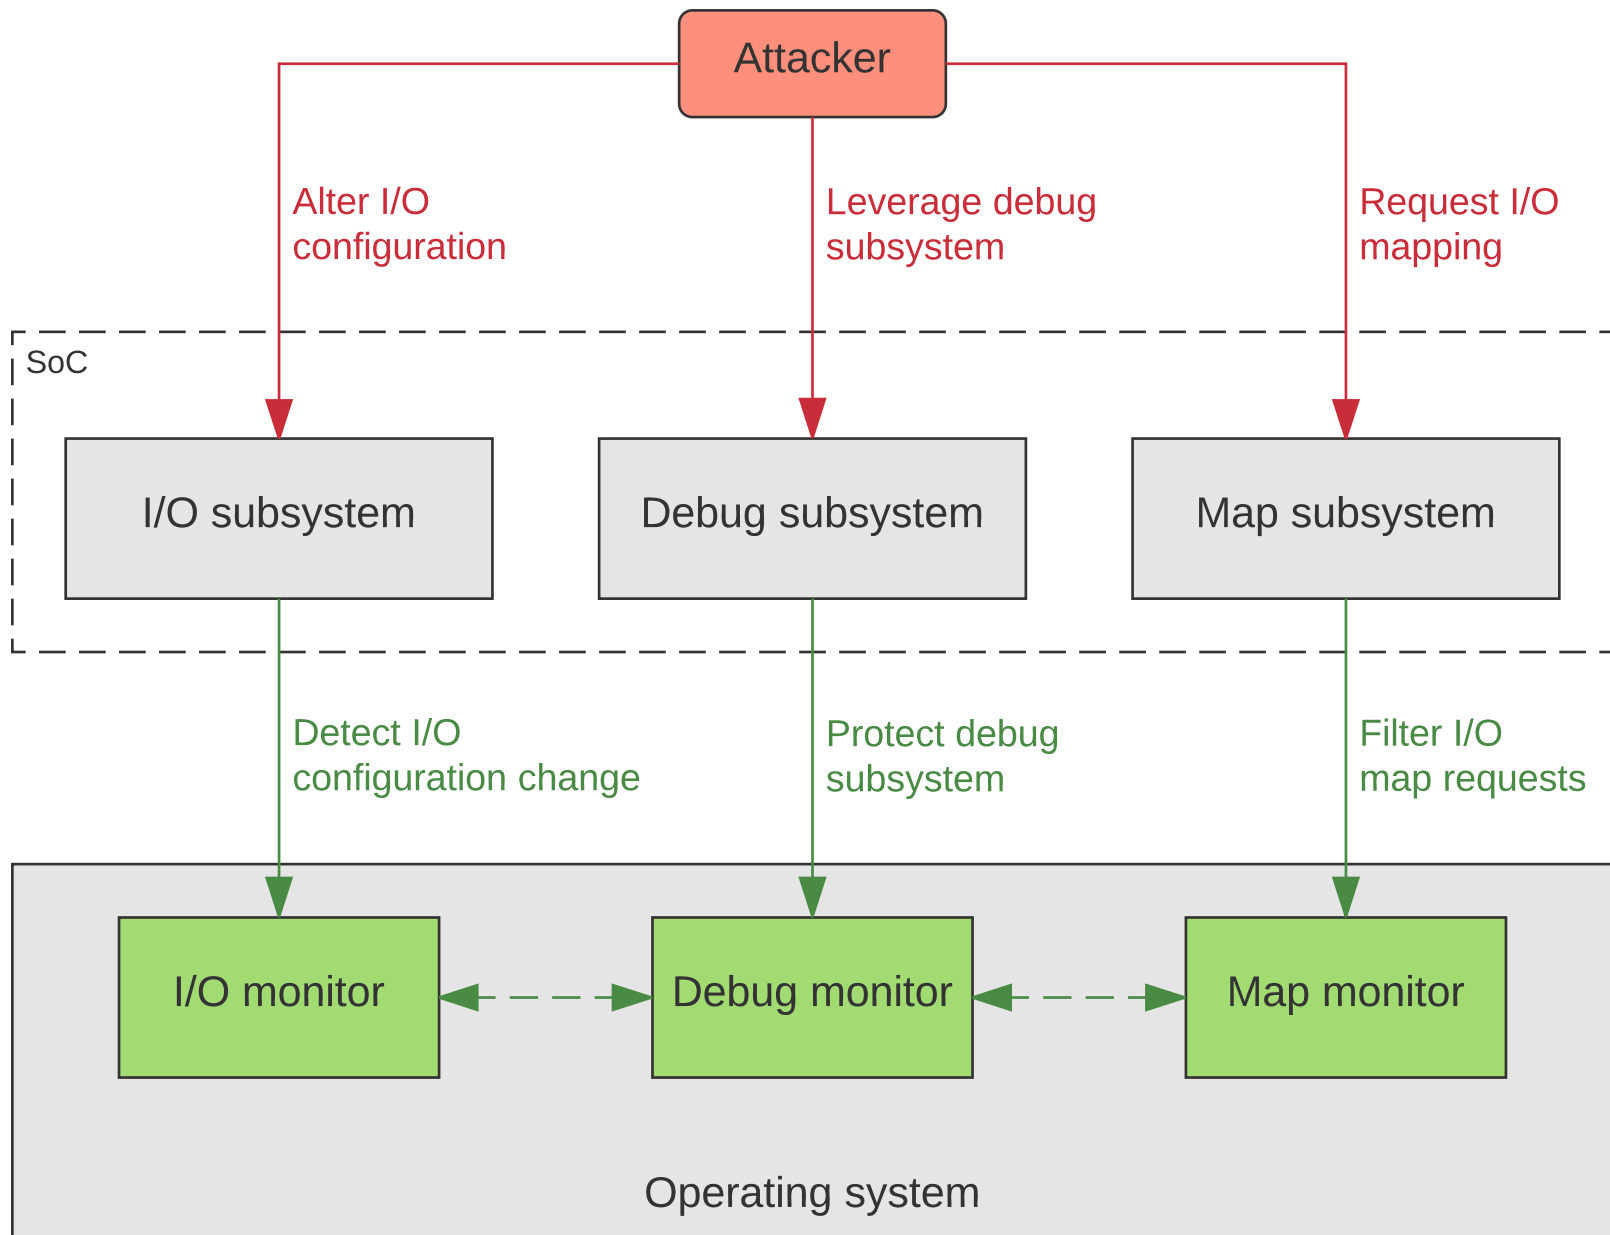 Attacker
Alter I/O
configuration
Leverage debug
subsystem
Request I/O
mapping
SoC
I/O subsystem
Debug subsystem
Map subsystem
Detect I/O
configuration change
Protect debug
subsystem
Filter I/O
map requests
I/O monitor
Debug monitor
Map monitor
Operating system